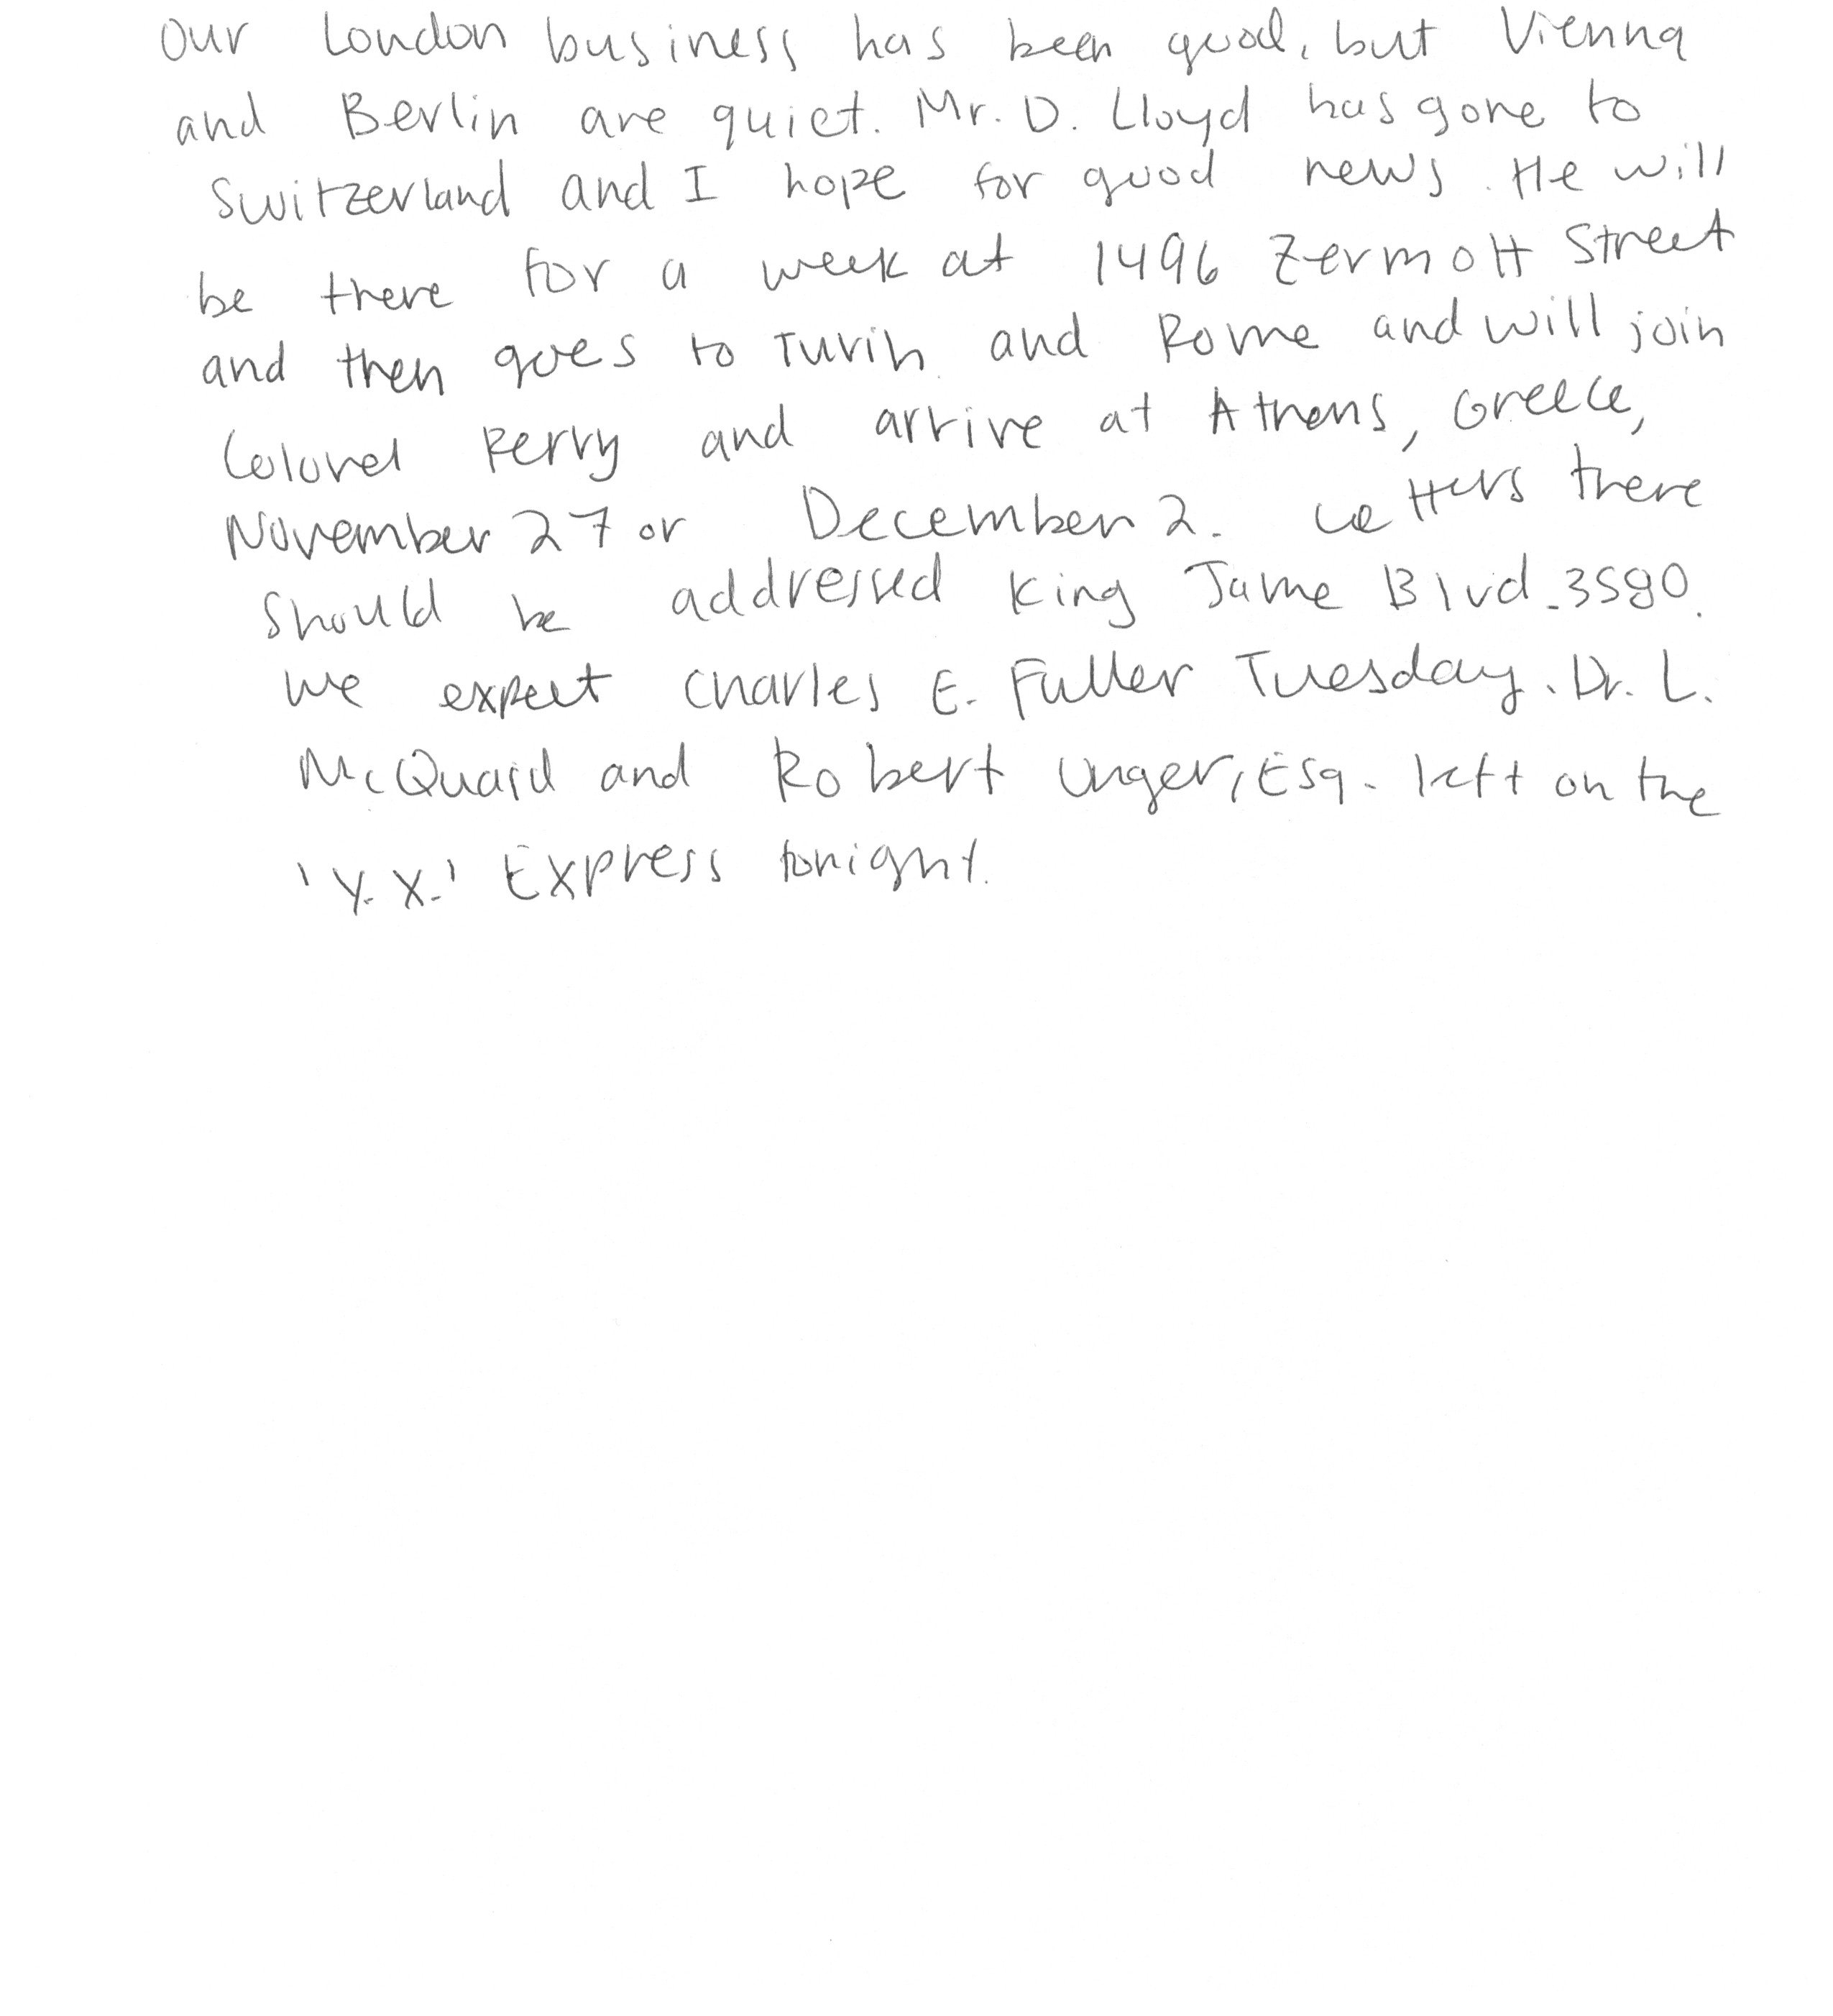 Our London business has been good, but Vienna
and Berlin are quiet. Mr. D. Lloyd has gone to
Switzerland and I hope for good news. He will
be there for a week at 1496 Zermott Street
and then goes to Turin and Rome and will join
Colonel Perry and arrive at Athens, Greece,
November 27 or December 2. Letters there
should be addressed King Jame Blvd. 3580.
We expect Charles E. Fuller Tuesday. Dr. L.
McQuaid and Robert Unger, Esq. left on the
'Y.X.' Express tonight.